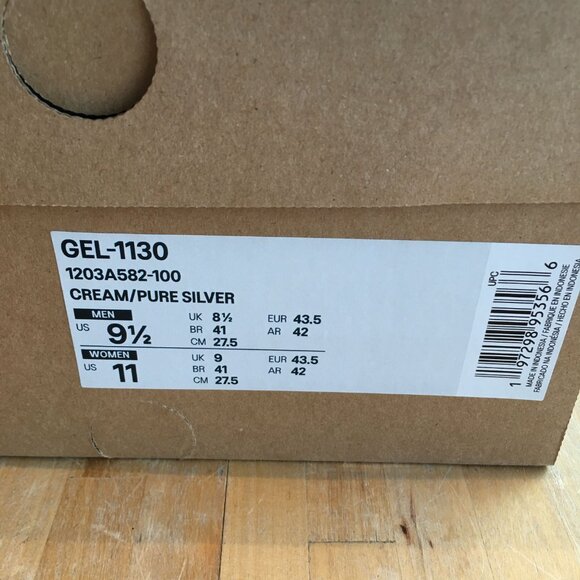 GEL-1130
1203A582-100
CREAM/PURE SILVER
MEN
US 9½
UK 8½ EUR 43.5
BR 41 AR 42
CM 27.5
WOMEN
US 11
UK 9 EUR 43.5
BR 41 AR 42
CM 27.5
UPC
1 97298 95356 6
MADE IN INDONESIA / FABRIQUE EN INDONESIE
FABRICADO NA INDONÉSIA / HECHO EN INDONESIA